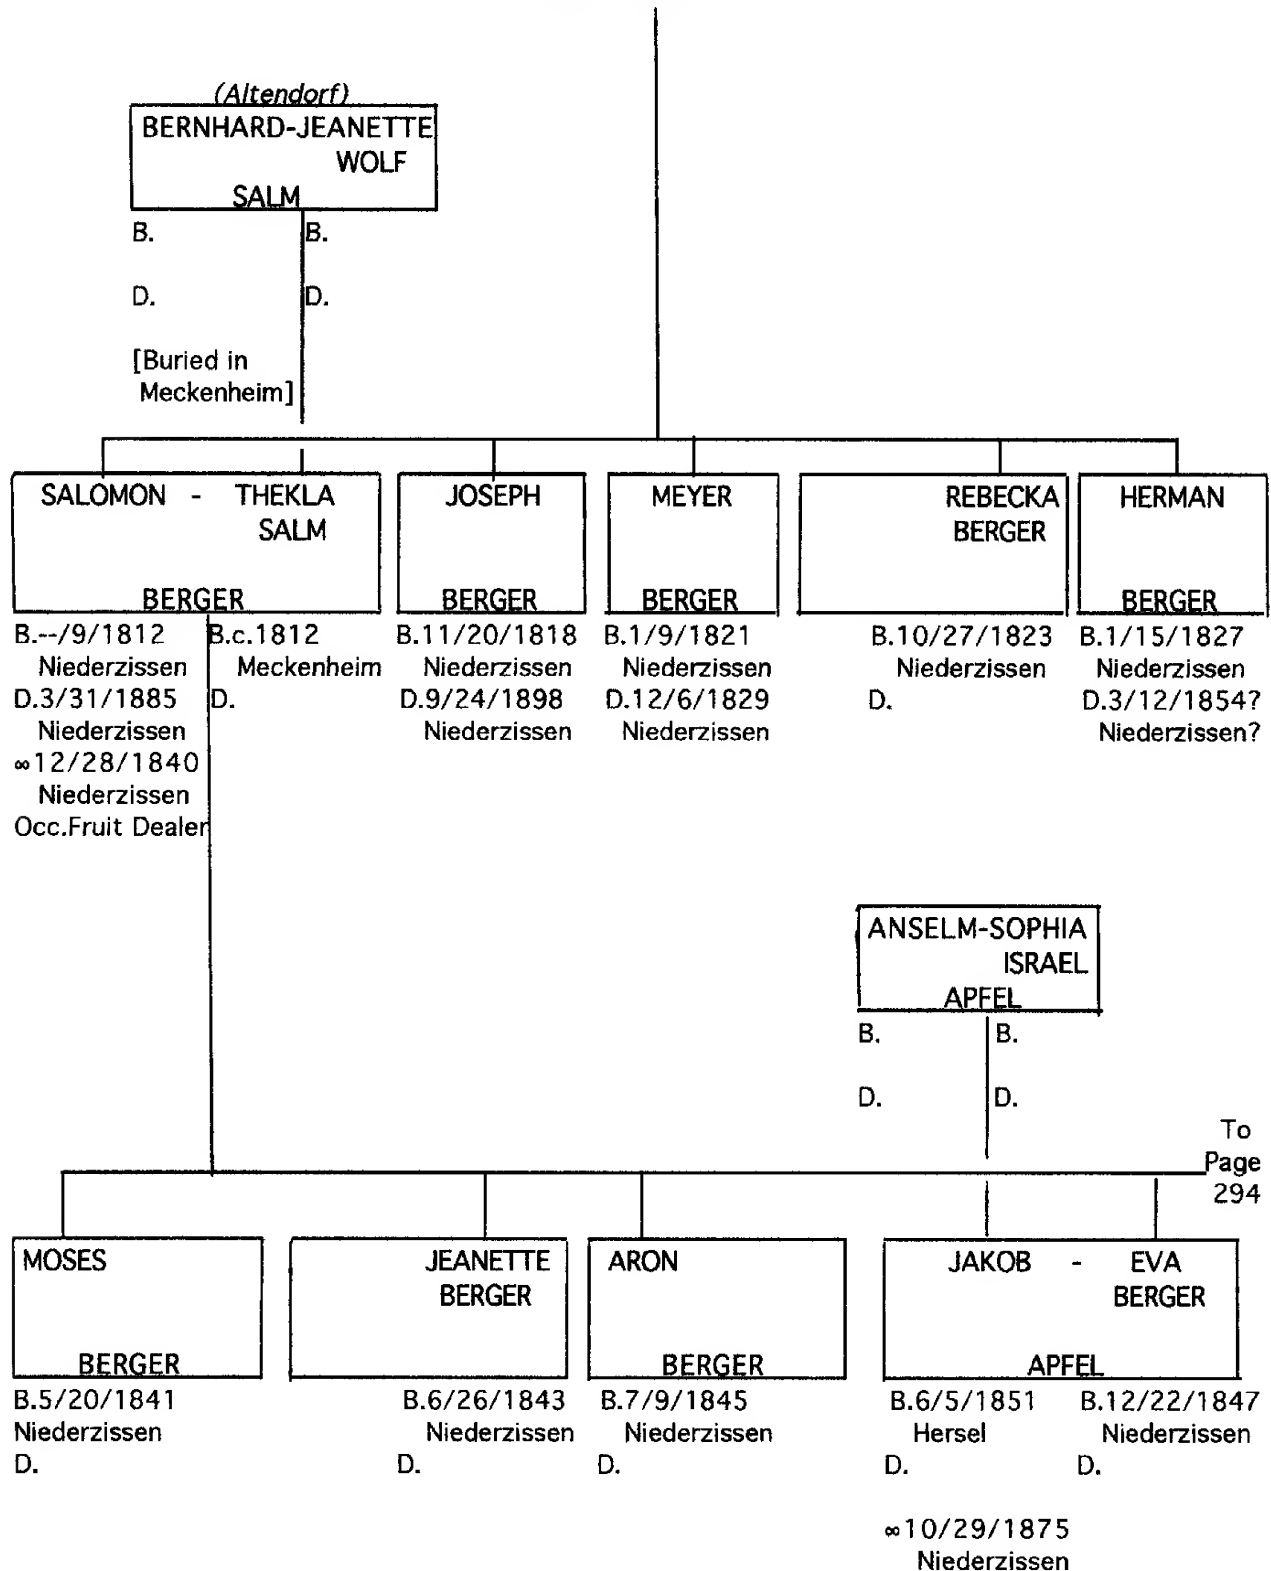 (Altendorf)
BERNHARD-JEANETTE
WOLF
SALM
B. B.
D. D.
[Buried in
Meckenheim]
SALOMON - THEKLA
SALM
BERGER
B.--/9/1812 B.c.1812
Niederzissen Meckenheim
D.3/31/1885 D.
Niederzissen
∞12/28/1840
Niederzissen
Occ.Fruit Dealer
JOSEPH
BERGER
B.11/20/1818
Niederzissen
D.9/24/1898
Niederzissen
MEYER
BERGER
B.1/9/1821
Niederzissen
D.12/6/1829
Niederzissen
REBECKA
BERGER
B.10/27/1823
Niederzissen
D.
HERMAN
BERGER
B.1/15/1827
Niederzissen
D.3/12/1854?
Niederzissen?
ANSELM-SOPHIA
ISRAEL
APFEL
B. B.
D. D.
To
Page
294
MOSES
BERGER
B.5/20/1841
Niederzissen
D.
JEANETTE
BERGER
B.6/26/1843
Niederzissen
D.
ARON
BERGER
B.7/9/1845
Niederzissen
D.
JAKOB - EVA
BERGER
APFEL
B.6/5/1851 B.12/22/1847
Hersel Niederzissen
D. D.
∞10/29/1875
Niederzissen